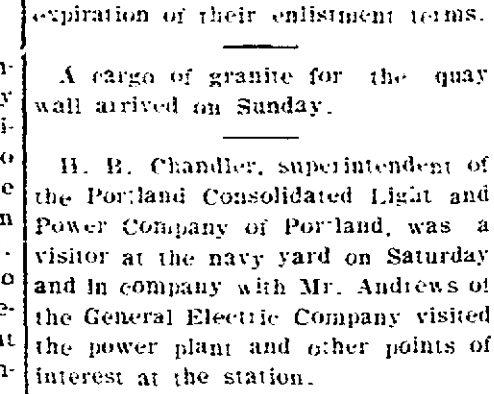 expiration of their enlistment terms.
A cargo of granite for the quay
wall arrived on Sunday.
H. B. Chandler, superintendent of
the Portland Consolidated Light and
Power Company of Portland, was a
visitor at the navy yard on Saturday
and in company with Mr. Andrews of
the General Electric Company visited
the power plant and other points of
interest at the station.